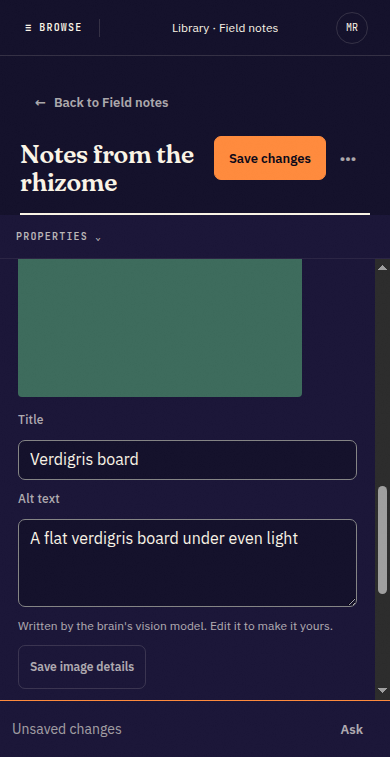 ≡ BROWSE
Library · Field notes
MR
← Back to Field notes
Notes from the
rhizome
Save changes
•••
PROPERTIES ⌄
Title
Verdigris board
Alt text
A flat verdigris board under even light
Written by the brain's vision model. Edit it to make it yours.
Save image details
Unsaved changes
Ask